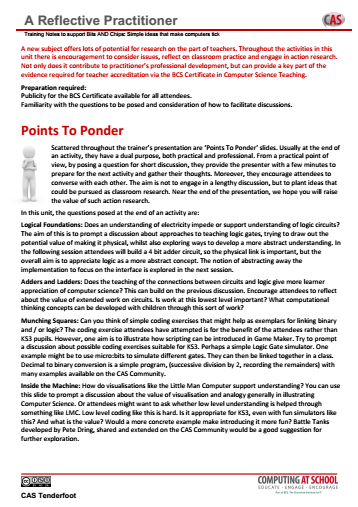 A Reflective Practitioner
CAS
Training Notes to support Bits AND Chips: Simple ideas that make computers tick
A new subject offers lots of potential for research on the part of teachers. Throughout the activities in this
unit there is encouragement to consider issues, reflect on classroom practice and engage in action research.
Not only does it contribute to practitioner's professional development, but can provide a key part of the
evidence required for teacher accreditation via the BCS Certificate in Computer Science Teaching.
Preparation required:
Publicity for the BCS Certificate available for all attendees.
Familiarity with the questions to be posed and consideration of how to facilitate discussions.
Points To Ponder
Scattered throughout the trainer's presentation are 'Points To Ponder' slides. Usually at the end of
an activity, they have a dual purpose, both practical and professional. From a practical point of
view, by posing a question for short discussion, they provide the presenter with a few minutes to
prepare for the next activity and gather their thoughts. Moreover, they encourage attendees to
converse with each other. The aim is not to engage in a lengthy discussion, but to plant ideas that
could be pursued as classroom research. Near the end of the presentation, we hope you will raise
the value of such action research.
In this unit, the questions posed at the end of an activity are:
Logical Foundations: Does an understanding of electricity impede or support understanding of logic circuits?
The aim of this is to prompt a discussion about approaches to teaching logic gates, trying to draw out the
potential value of making it physical, whilst also exploring ways to develop a more abstract understanding. In
the following session attendees will build a 4 bit adder circuit, so the physical link is important, but the
overall aim is to appreciate logic as a more abstract concept. The notion of abstracting away the
implementation to focus on the interface is explored in the next session.
Adders and Ladders: Does the teaching of the connections between circuits and logic give more learner
appreciation of computer science? This can build on the previous discussion. Encourage attendees to reflect
about the value of extended work on circuits. Is work at this lowest level important? What computational
thinking concepts can be developed with children through this sort of work?
Munching Squares: Can you think of simple coding exercises that might help as exemplars for linking binary
and / or logic? The coding exercise attendees have attempted is for the benefit of the attendees rather than
KS3 pupils. However, one aim is to illustrate how scripting can be introduced in Game Maker. Try to prompt
a discussion about possible coding exercises suitable for KS3. Perhaps a simple Logic Gate simulator. One
example might be to use micro:bits to simulate different gates. They can then be linked together in a class.
Decimal to binary conversion is a simple program, (successive division by 2, recording the remainders) with
many examples available on the CAS Community.
Inside the Machine: How do visualisations like the Little Man Computer support understanding? You can use
this slide to prompt a discussion about the value of visualisation and analogy generally in illustrating
Computer Science. Or attendees might want to ask whether low level understanding is helped through
something like LMC. Low level coding like this is hard. Is it appropriate for KS3, even with fun simulators like
this? And what is the value? Would a more concrete example make introducing it more fun? Battle Tanks
developed by Pete Dring, shared and extended on the CAS Community would be a good suggestion for
further exploration.
COMPUTING AT SCHOOL
EDUCATE · ENGAGE · ENCOURAGE
CAS Tenderfoot